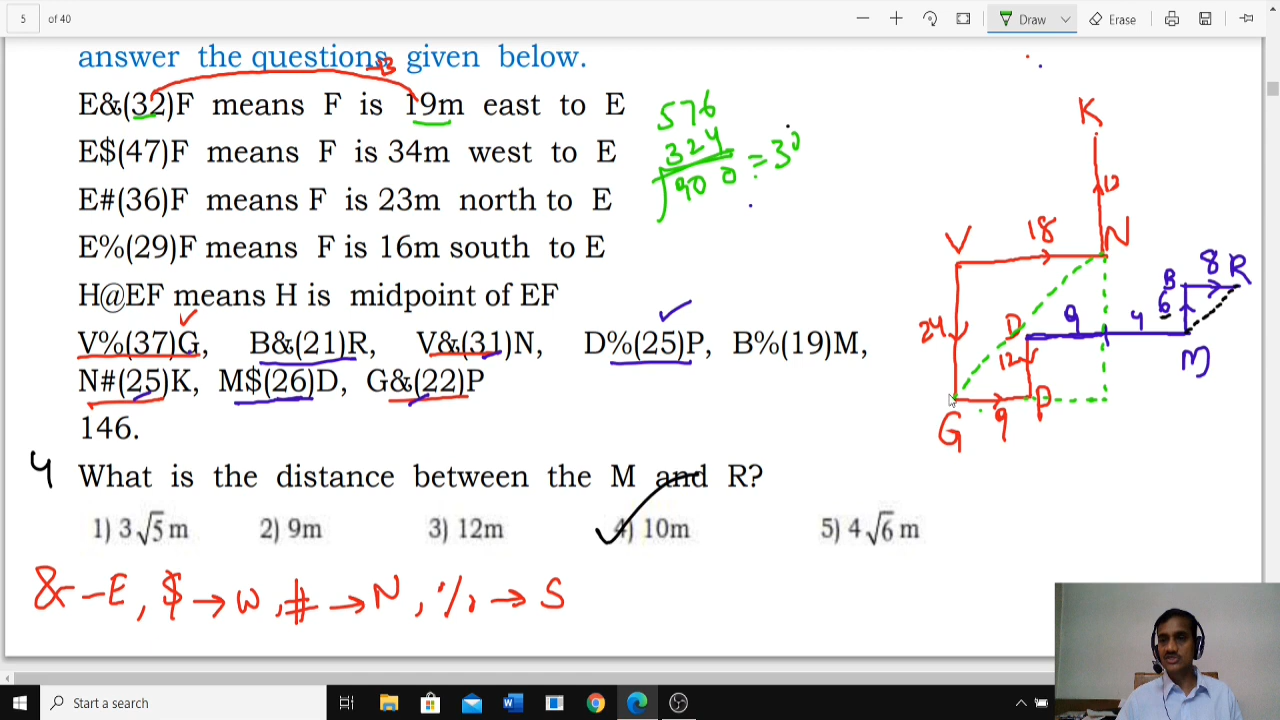 5 of 40
Draw
Erase
answer the questions given below.
-13
E&(32)F means F is 19m east to E
E$(47)F means F is 34m west to E
E#(36)F means F is 23m north to E
E%(29)F means F is 16m south to E
H@EF means H is midpoint of EF
V%(37)G, B&(21)R, V&(31)N, D%(25)P, B%(19)M,
N#(25)K, M$(26)D, G&(22)P
146.
4 What is the distance between the M and R?
1) 3√5 m 2) 9m 3) 12m 4) 10m 5) 4√6 m
& - E, $ → W, # → N, % → S
576
324
√900 = 30
K
V 18 N
B 8 R
6
24 D 9 4
12 M
G 9 P
Start a search